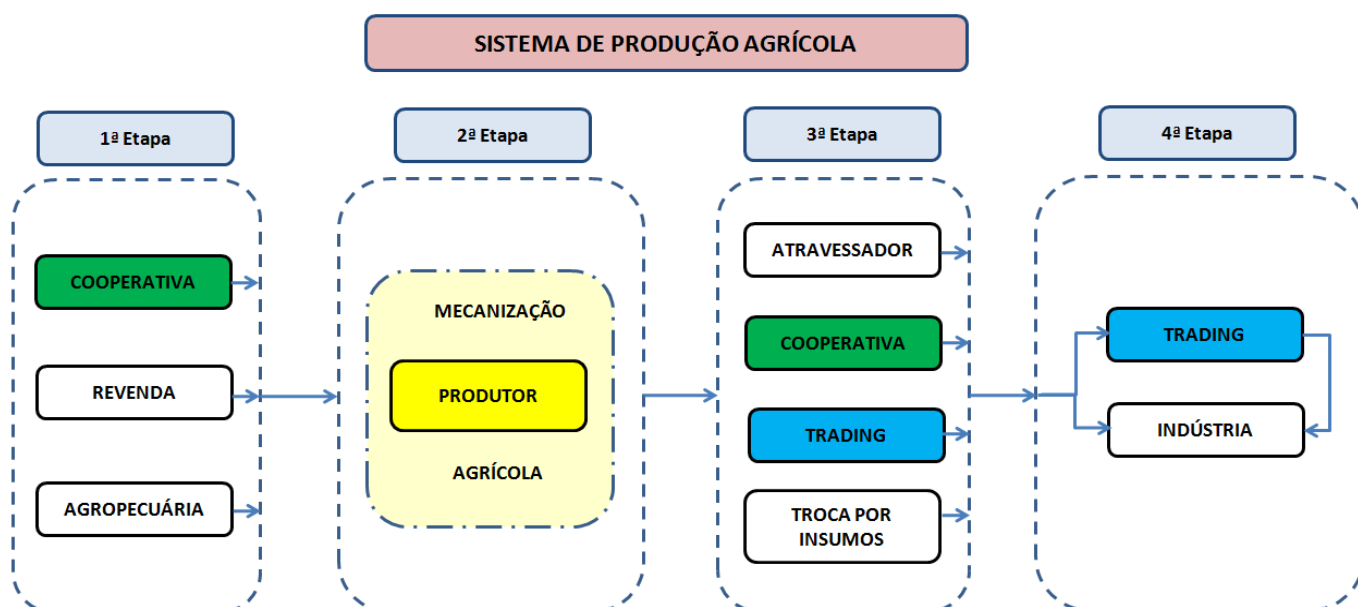 SISTEMA DE PRODUÇÃO AGRÍCOLA
1ª Etapa
COOPERATIVA
REVENDA
AGROPECUÁRIA
2ª Etapa
MECANIZAÇÃO
PRODUTOR
AGRÍCOLA
3ª Etapa
ATRAVESSADOR
COOPERATIVA
TRADING
TROCA POR
INSUMOS
4ª Etapa
TRADING
INDÚSTRIA